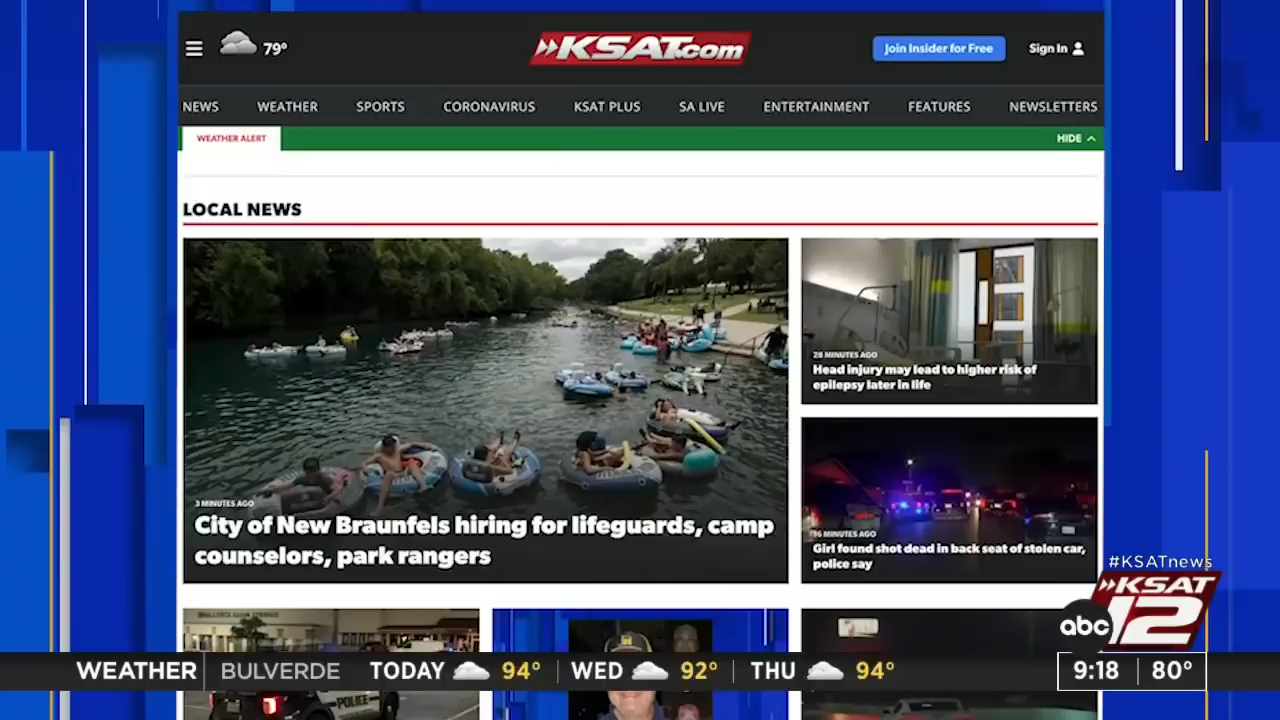 79°
KSAT.com
Join Insider for Free
Sign In
NEWS WEATHER SPORTS CORONAVIRUS KSAT PLUS SA LIVE ENTERTAINMENT FEATURES NEWSLETTERS
WEATHER ALERT
HIDE
LOCAL NEWS
3 MINUTES AGO
City of New Braunfels hiring for lifeguards, camp
counselors, park rangers
28 MINUTES AGO
Head injury may lead to higher risk of
epilepsy later in life
16 MINUTES AGO
Girl found shot dead in back seat of stolen car,
police say
#KSATnews
KSAT
abc 12
POLICE
WEATHER BULVERDE TODAY 94° WED 92° THU 94°
9:18 80°